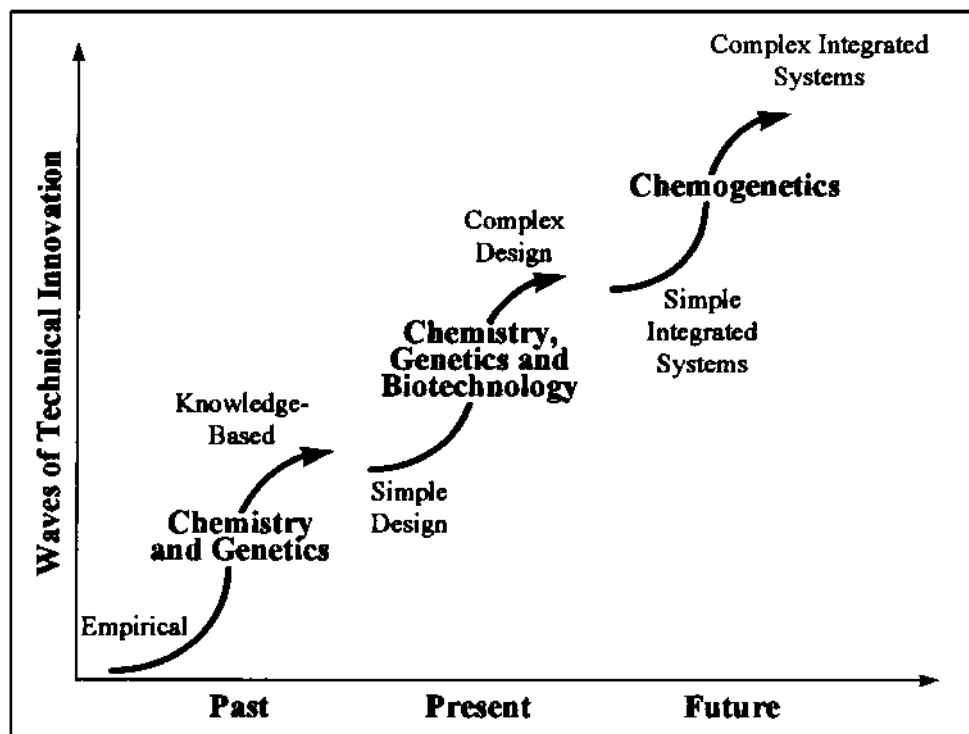 Complex Integrated
Systems
Chemogenetics
Complex
Design
Simple
Integrated
Systems
Chemistry,
Genetics and
Biotechnology
Knowledge-
Based
Simple
Design
Chemistry
and Genetics
Empirical
Waves of Technical Innovation
Past Present Future